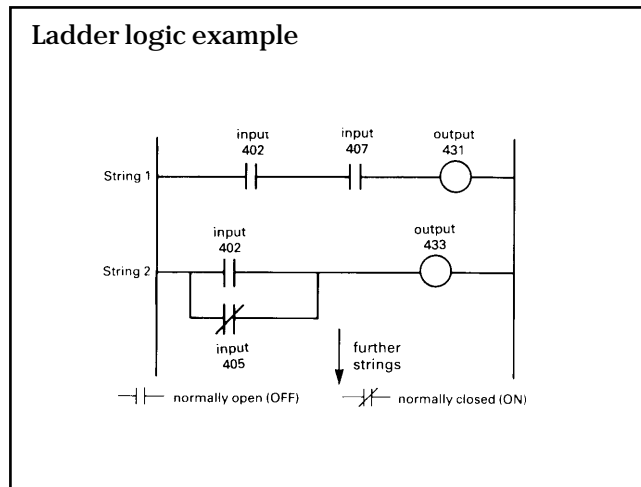 Ladder logic example
input
402
input
407
output
431
String 1
input
402
output
433
String 2
input
405
further
strings
normally open (OFF)
normally closed (ON)